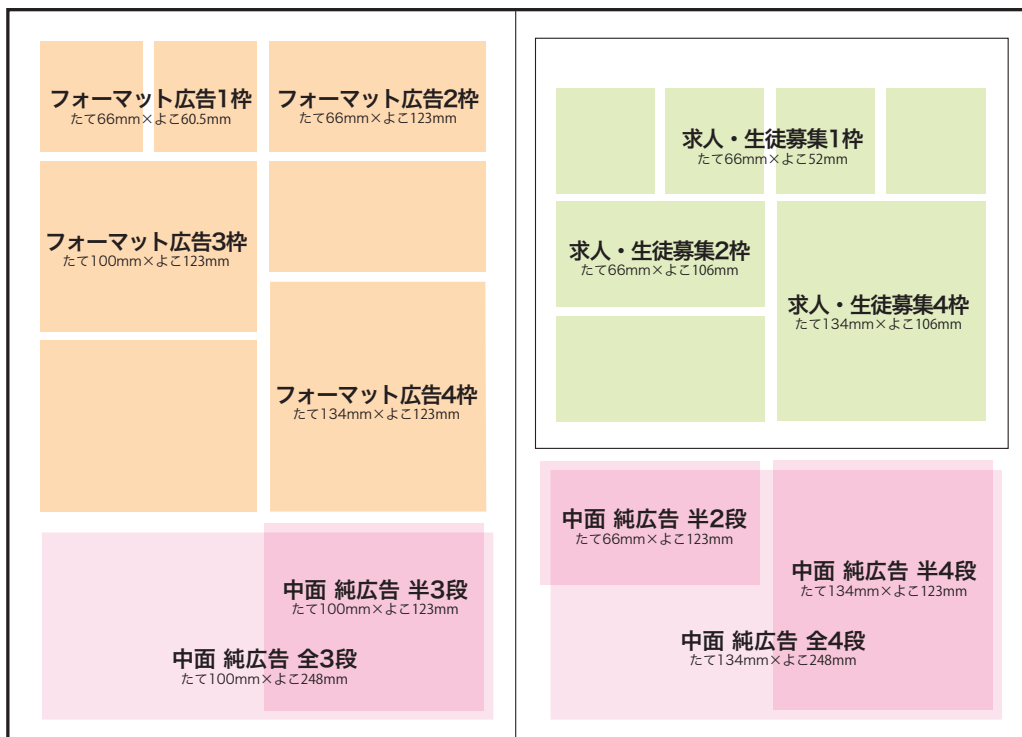 フォーマット広告1枠
たて66mm×よこ60.5mm
フォーマット広告2枠
たて66mm×よこ123mm
フォーマット広告3枠
たて100mm×よこ123mm
フォーマット広告4枠
たて134mm×よこ123mm
中面 純広告 半3段
たて100mm×よこ123mm
中面 純広告 全3段
たて100mm×よこ248mm
求人・生徒募集1枠
たて66mm×よこ52mm
求人・生徒募集2枠
たて66mm×よこ106mm
求人・生徒募集4枠
たて134mm×よこ106mm
中面 純広告 半2段
たて66mm×よこ123mm
中面 純広告 半4段
たて134mm×よこ123mm
中面 純広告 全4段
たて134mm×よこ248mm